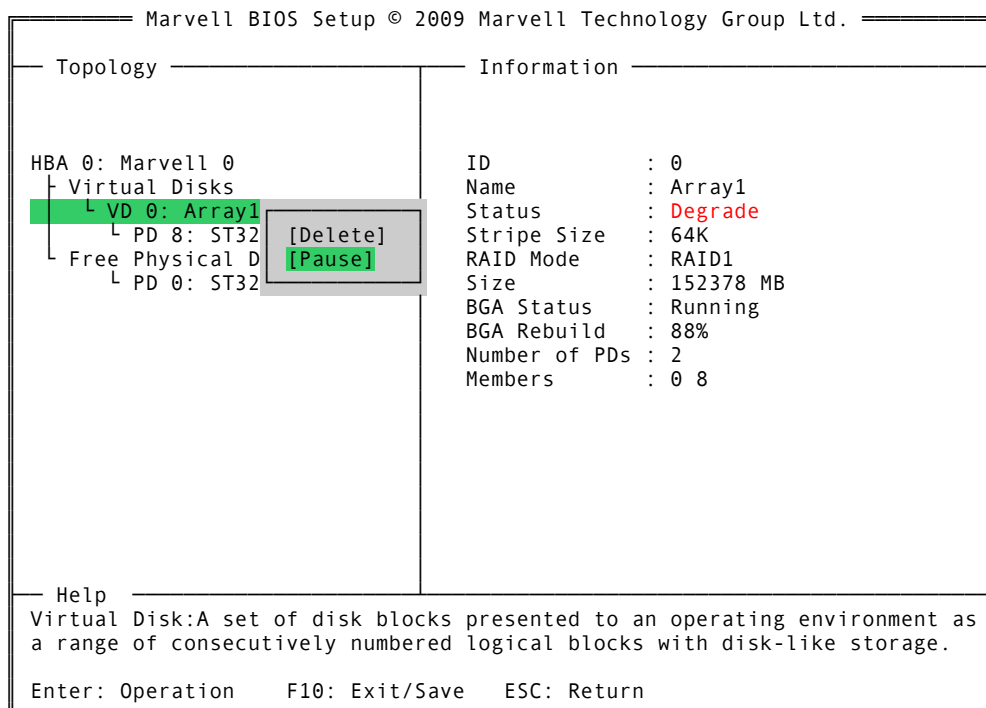 Marvell BIOS Setup © 2009 Marvell Technology Group Ltd.
Topology
Information
HBA 0: Marvell 0
Virtual Disks
VD 0: Array1
PD 8: ST32
Free Physical D
PD 0: ST32
[Delete]
[Pause]
ID : 0
Name : Array1
Status : Degrade
Stripe Size : 64K
RAID Mode : RAID1
Size : 152378 MB
BGA Status : Running
BGA Rebuild : 88%
Number of PDs : 2
Members : 0 8
Help
Virtual Disk:A set of disk blocks presented to an operating environment as
a range of consecutively numbered logical blocks with disk-like storage.
Enter: Operation F10: Exit/Save ESC: Return